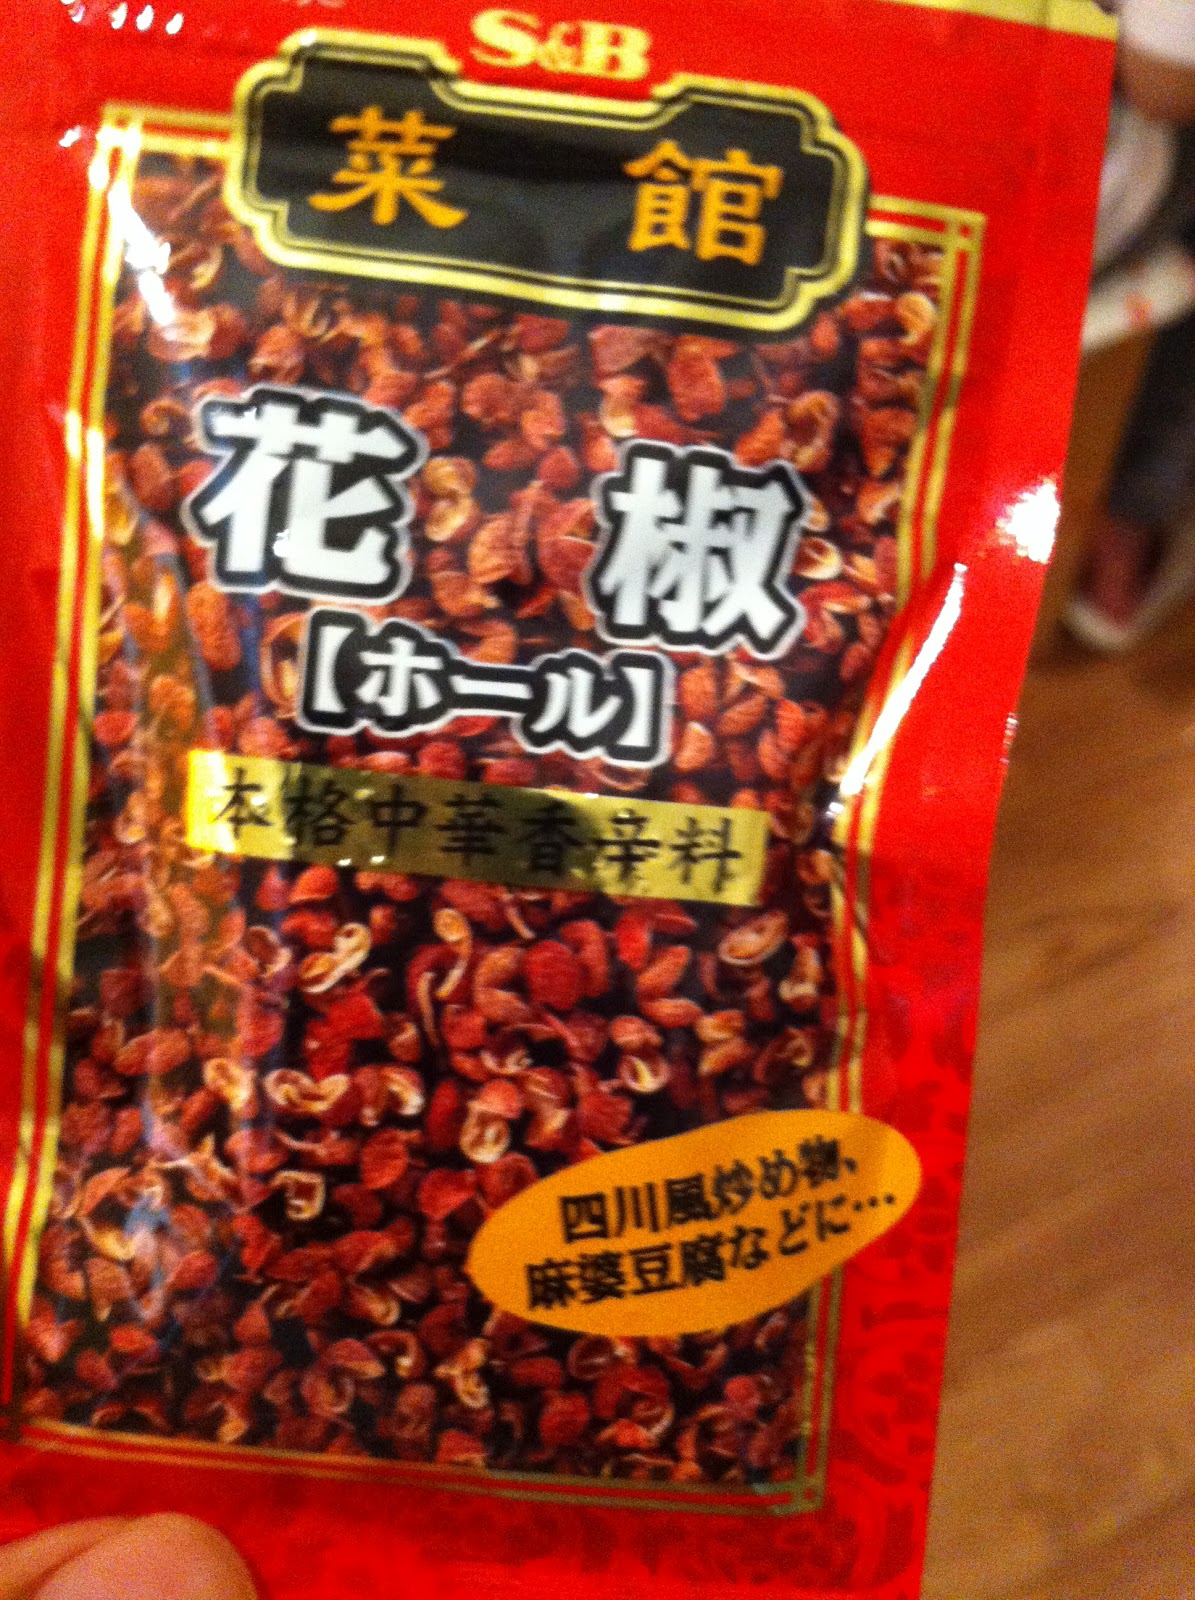 S&B
菜館
花椒
【ホール】
本格中華香辛料
四川風炒め物、
麻婆豆腐などに…